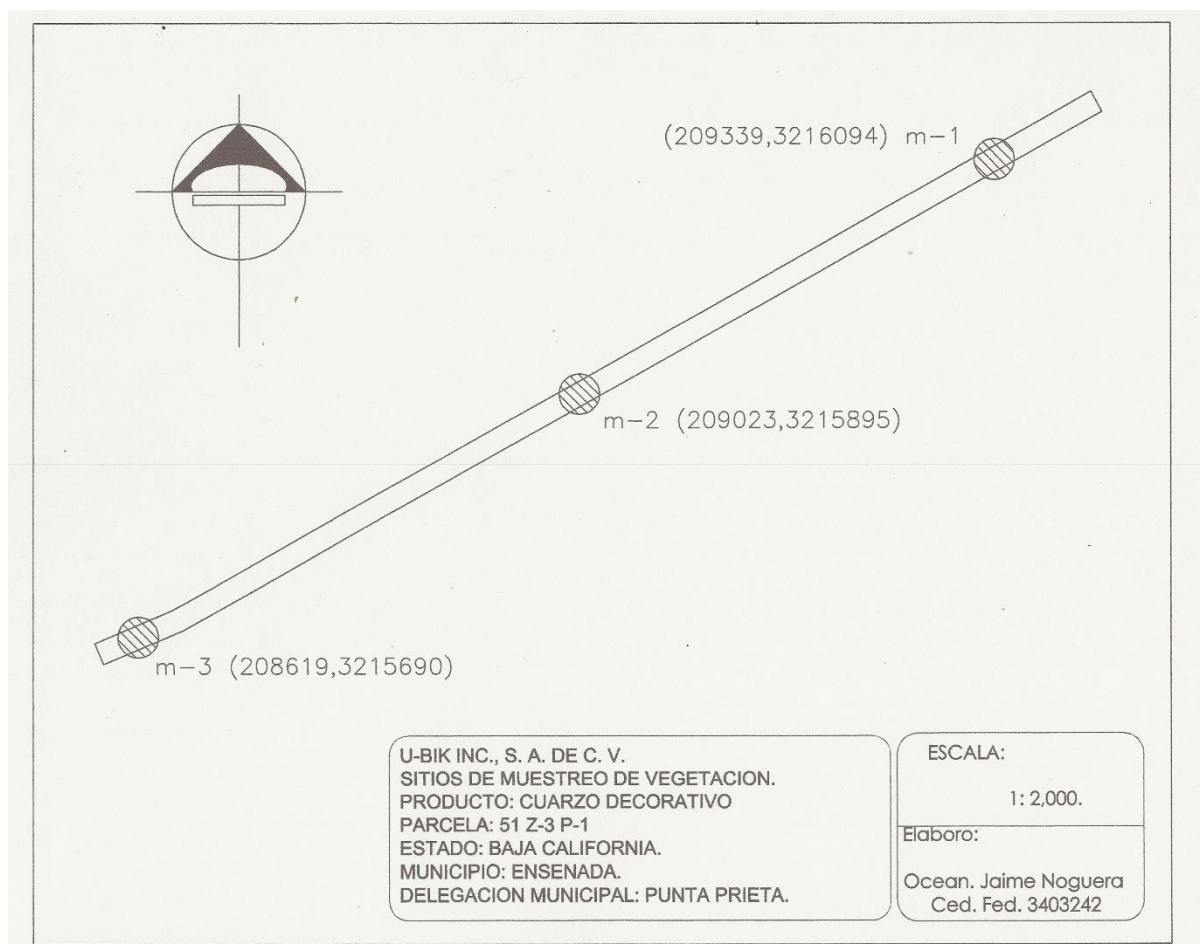 (209339,3216094) m-1
m-2 (209023,3215895)
m-3 (208619,3215690)
U-BIK INC., S. A. DE C. V.
SITIOS DE MUESTREO DE VEGETACION.
PRODUCTO: CUARZO DECORATIVO
PARCELA: 51 Z-3 P-1
ESTADO: BAJA CALIFORNIA.
MUNICIPIO: ENSENADA.
DELEGACION MUNICIPAL: PUNTA PRIETA.
ESCALA:
1: 2,000.
Elaboro:
Ocean. Jaime Noguera
Ced. Fed. 3403242